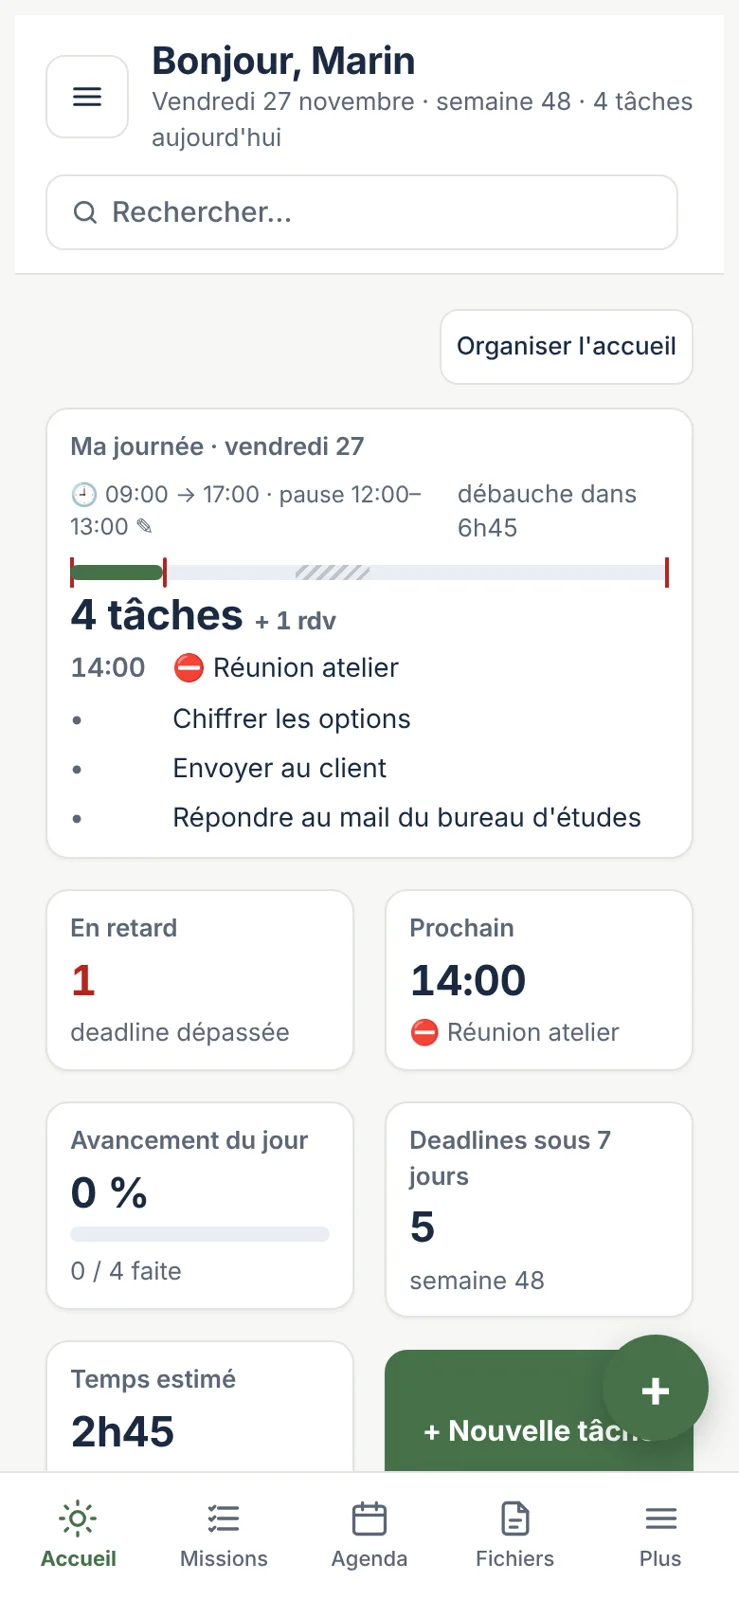 Bonjour, Marin
Vendredi 27 novembre · semaine 48 · 4 tâches
aujourd'hui
Rechercher...
Organiser l'accueil
Ma journée · vendredi 27
🕘 09:00 → 17:00 · pause 12:00–
13:00 ✎
débauche dans
6h45
4 tâches + 1 rdv
14:00 ⛔ Réunion atelier
• Chiffrer les options
• Envoyer au client
• Répondre au mail du bureau d'études
En retard
1
deadline dépassée
Prochain
14:00
⛔ Réunion atelier
Avancement du jour
0 %
0 / 4 faite
Deadlines sous 7
jours
5
semaine 48
Temps estimé
2h45
+ Nouvelle
+
Accueil
Missions
Agenda
Fichiers
Plus